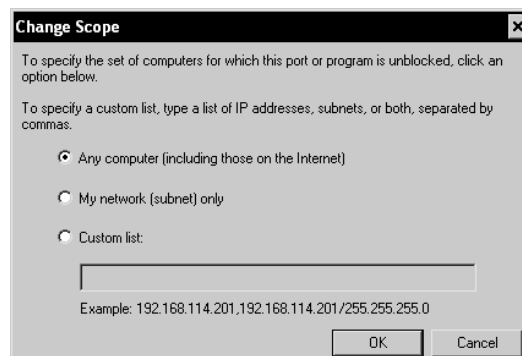 Change Scope
To specify the set of computers for which this port or program is unblocked, click an
option below.
To specify a custom list, type a list of IP addresses, subnets, or both, separated by
commas.
Any computer (including those on the Internet)
My network (subnet) only
Custom list:
Example: 192.168.114.201,192.168.114.201/255.255.255.0
OK Cancel